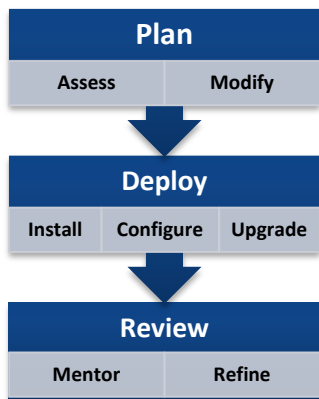 Plan
Assess Modify
Deploy
Install Configure Upgrade
Review
Mentor Refine